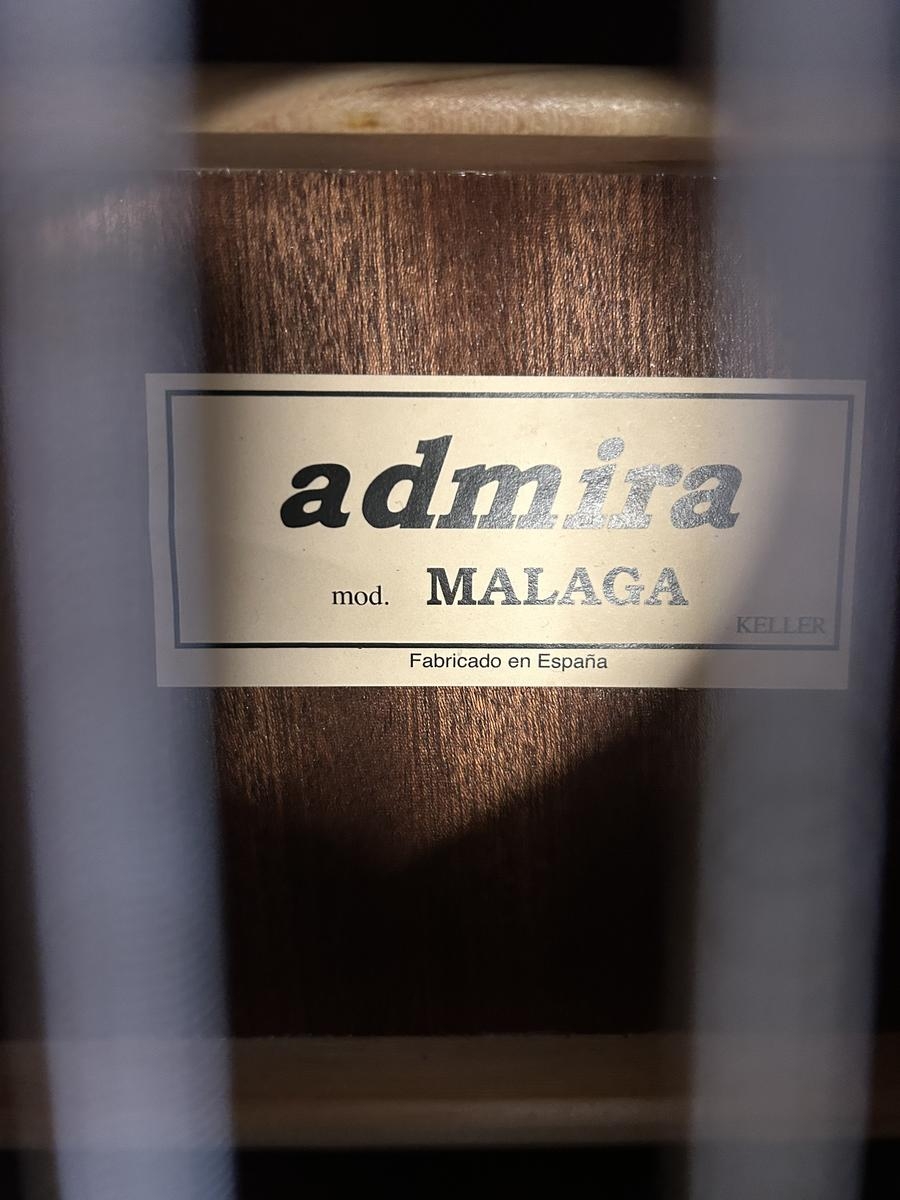 admira
mod. MALAGA
KELLER
Fabricado en España